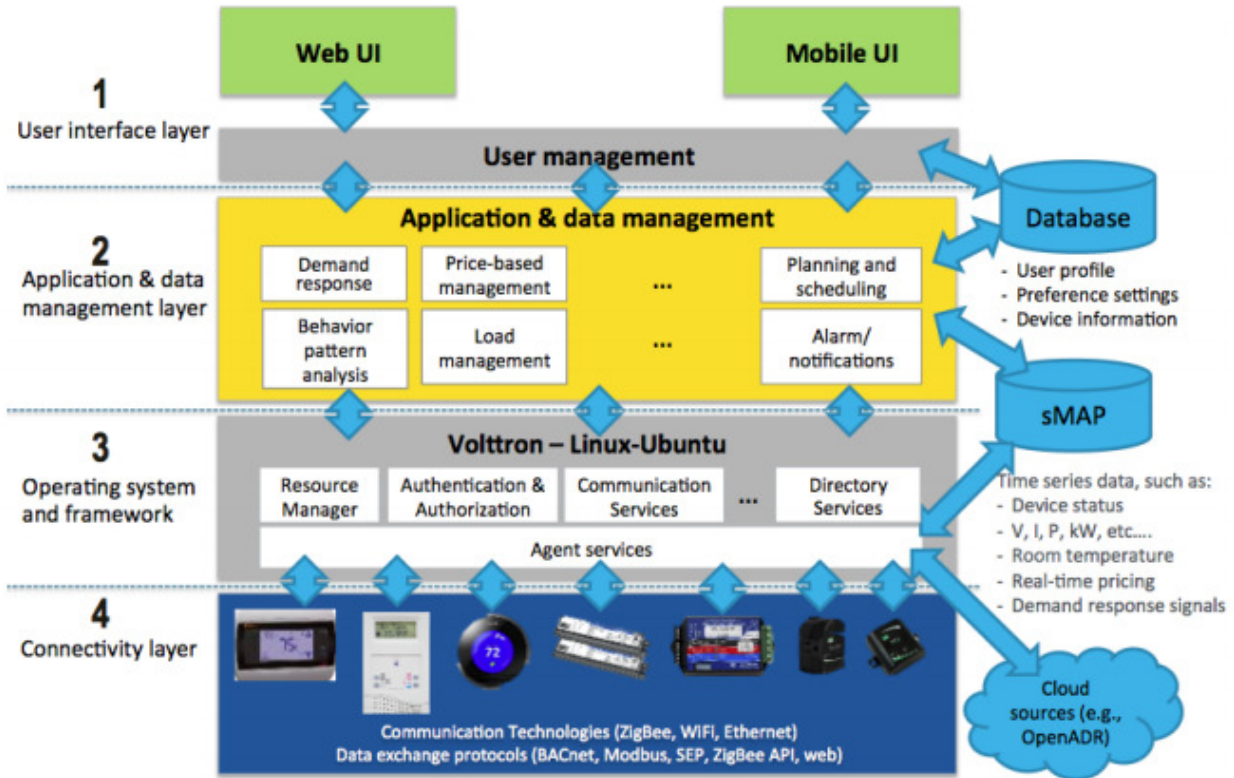 Web UI
Mobile UI
1
User interface layer
User management
Database
- User profile
- Preference settings
- Device information
2
Application & data
management layer
Application & data management
Demand
response
Price-based
management
...
Planning and
scheduling
Behavior
pattern
analysis
Load
management
...
Alarm/
notifications
sMAP
Time series data, such as:
- Device status
- V, I, P, kW, etc....
- Room temperature
- Real-time pricing
- Demand response signals
3
Operating system
and framework
Volttron – Linux-Ubuntu
Resource
Manager
Authentication &
Authorization
Communication
Services
...
Directory
Services
Agent services
4
Connectivity layer
75
72
Communication Technologies (ZigBee, WiFi, Ethernet)
Data exchange protocols (BACnet, Modbus, SEP, ZigBee API, web)
Cloud
sources (e.g.,
OpenADR)